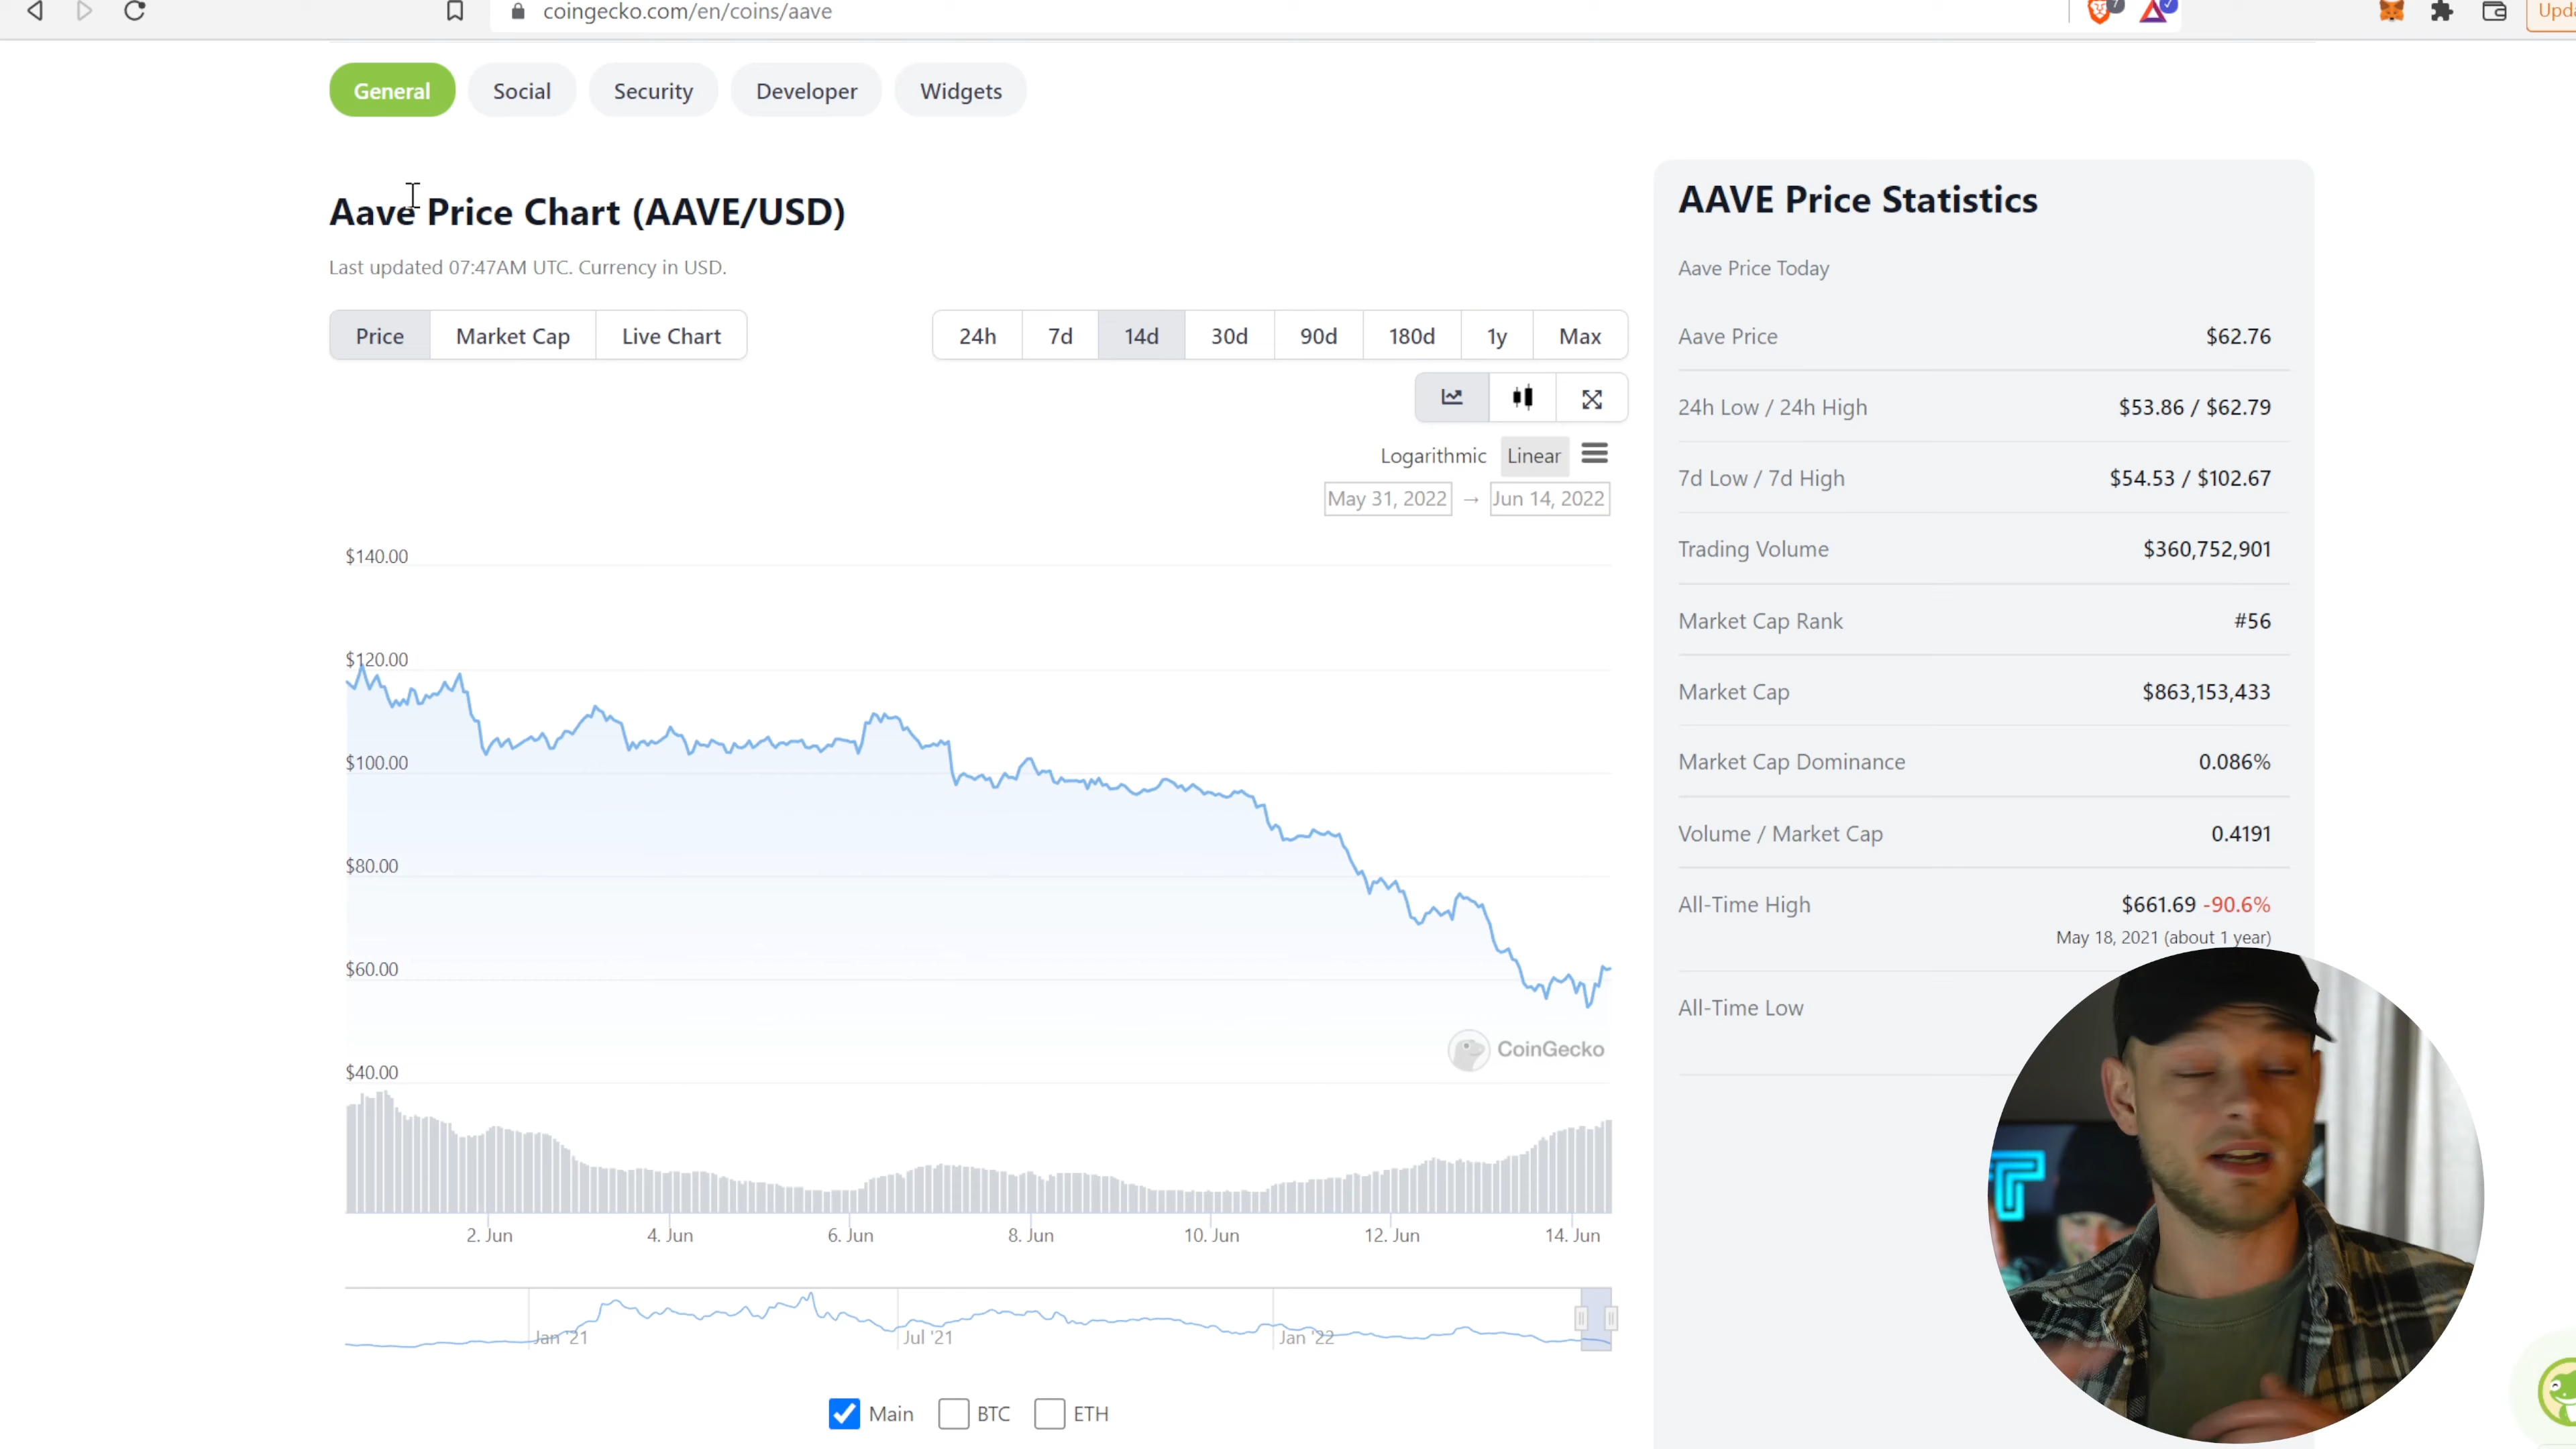 coingecko.com/en/coins/aave
7
General Social Security Developer Widgets
Aave Price Chart (AAVE/USD)
Last updated 07:47AM UTC. Currency in USD.
Price Market Cap Live Chart
24h 7d 14d 30d 90d 180d 1y Max
Logarithmic Linear
May 31, 2022 → Jun 14, 2022
$140.00
$120.00
$100.00
$80.00
$60.00
$40.00
CoinGecko
2. Jun 4. Jun 6. Jun 8. Jun 10. Jun 12. Jun 14. Jun
Jan '21 Jul '21 Jan '22
Main BTC ETH
AAVE Price Statistics
Aave Price Today
Aave Price $62.76
24h Low / 24h High $53.86 / $62.79
7d Low / 7d High $54.53 / $102.67
Trading Volume $360,752,901
Market Cap Rank #56
Market Cap $863,153,433
Market Cap Dominance 0.086%
Volume / Market Cap 0.4191
All-Time High $661.69 -90.6%
May 18, 2021 (about 1 year)
All-Time Low